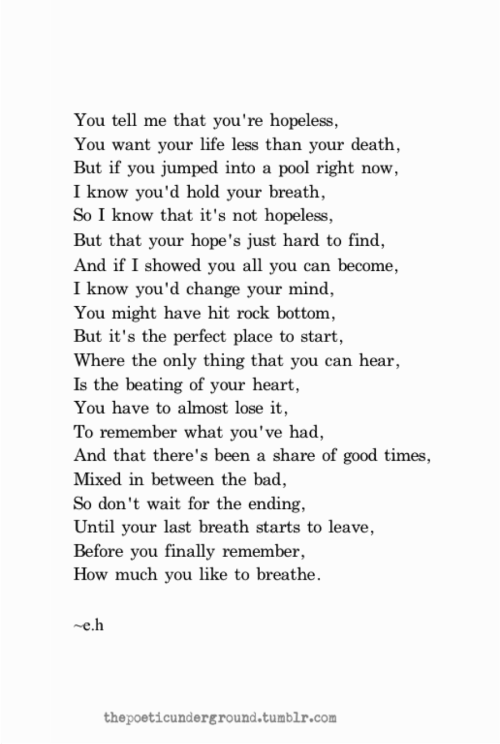 You tell me that you're hopeless,
You want your life less than your death,
But if you jumped into a pool right now,
I know you'd hold your breath,
So I know that it's not hopeless,
But that your hope's just hard to find,
And if I showed you all you can become,
I know you'd change your mind,
You might have hit rock bottom,
But it's the perfect place to start,
Where the only thing that you can hear,
Is the beating of your heart,
You have to almost lose it,
To remember what you've had,
And that there's been a share of good times,
Mixed in between the bad,
So don't wait for the ending,
Until your last breath starts to leave,
Before you finally remember,
How much you like to breathe.
~e.h
thepoeticunderground.tumblr.com